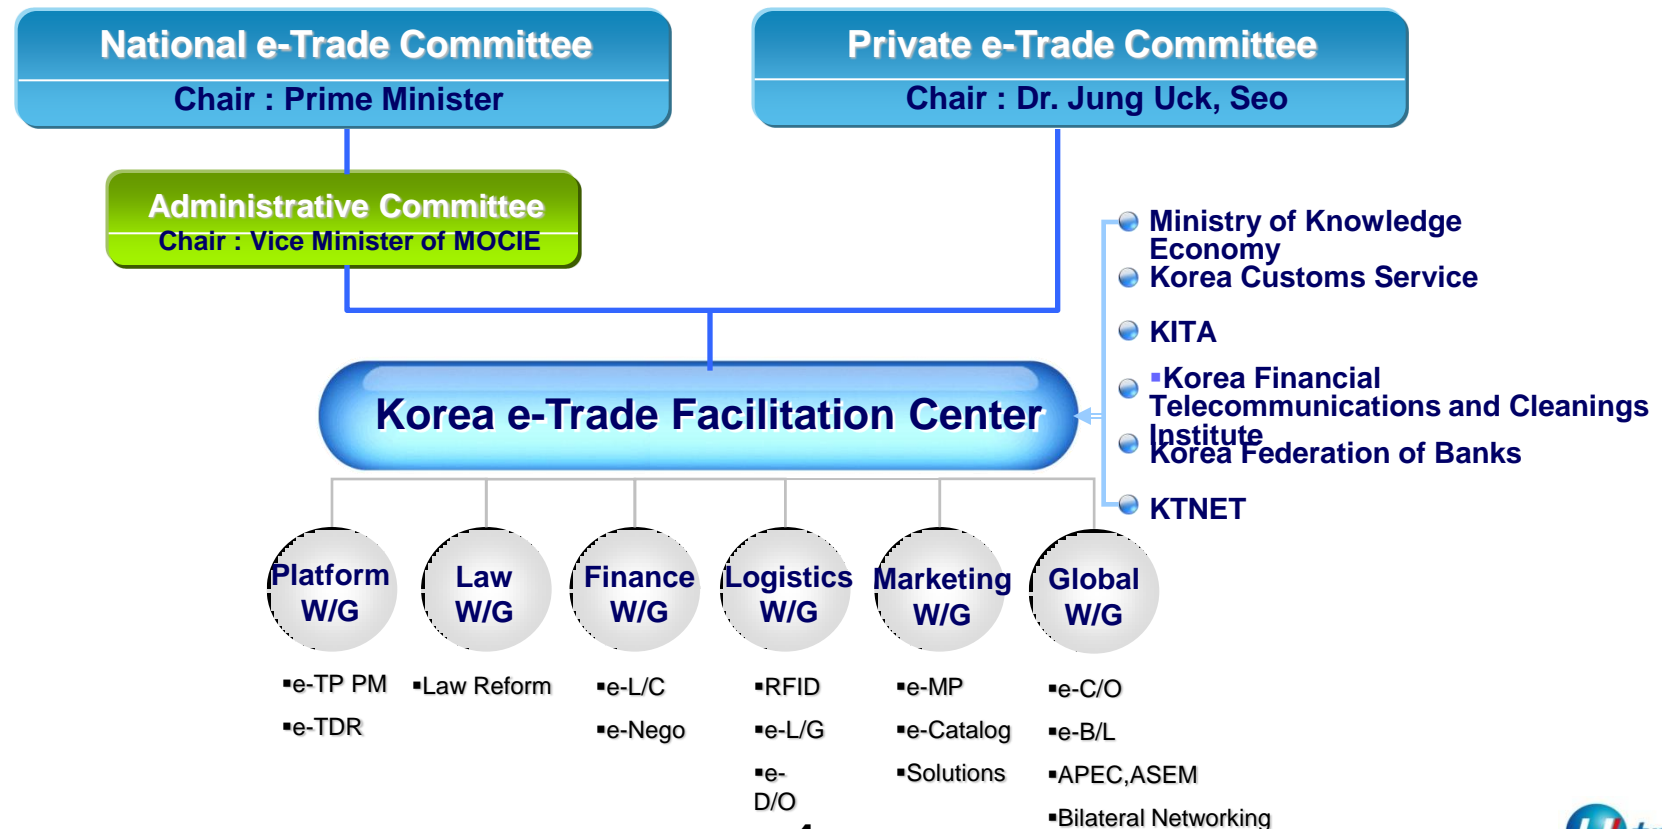 National e-Trade Committee
Chair : Prime Minister
Private e-Trade Committee
Chair : Dr. Jung Uck, Seo
Administrative Committee
Chair : Vice Minister of MOCIE
Ministry of Knowledge
Economy
Korea Customs Service
KITA
▪Korea Financial
Telecommunications and Cleanings
Institute
Korea Federation of Banks
KTNET
Korea e-Trade Facilitation Center
Platform
W/G
Law
W/G
Finance
W/G
Logistics
W/G
Marketing
W/G
Global
W/G
▪e-TP PM
▪e-TDR
▪Law Reform
▪e-L/C
▪e-Nego
▪RFID
▪e-L/G
▪e-
D/O
▪e-MP
▪e-Catalog
▪Solutions
▪e-C/O
▪e-B/L
▪APEC,ASEM
▪Bilateral Networking